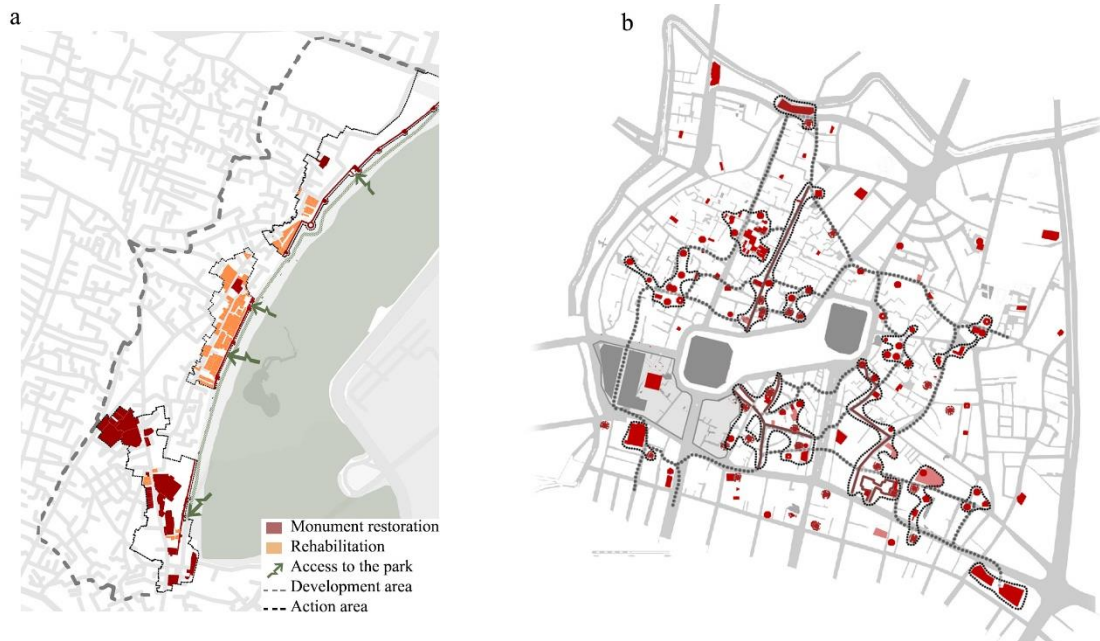 a
b
Monument restoration
Rehabilitation
Access to the park
Development area
Action area